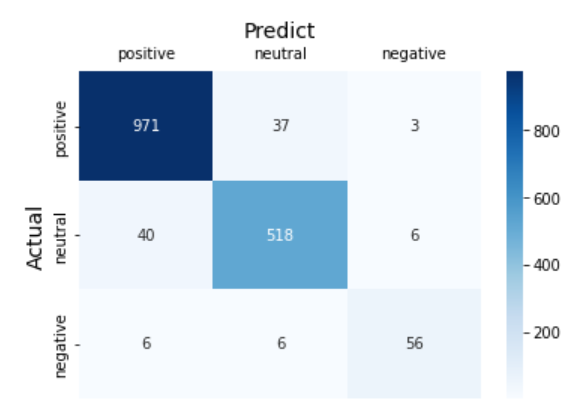 Predict
positive neutral negative
positive 971 37 3
800
600
Actual
neutral 40 518 6
400
200
negative 6 6 56